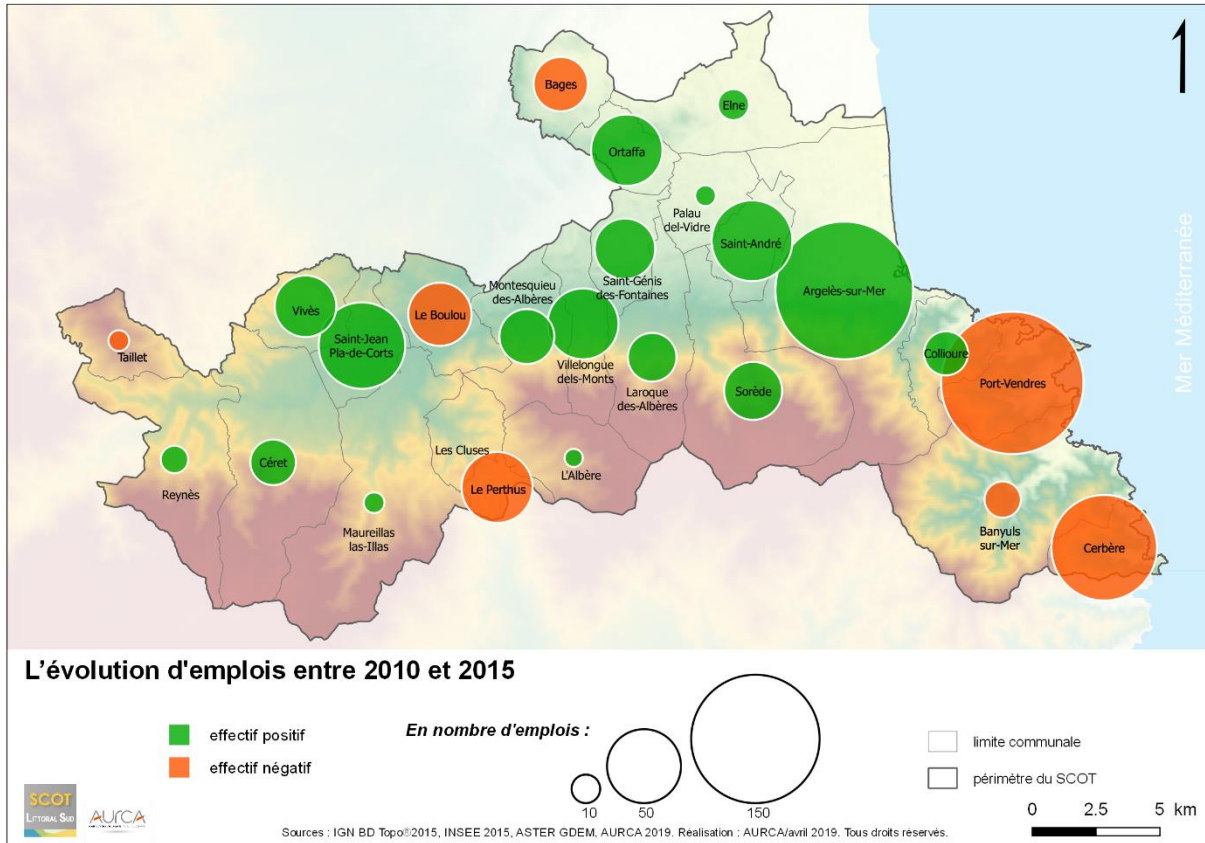 Bages
Elne
Ortaffa
Palau
del-Vidre
Saint-André
Mer Méditerranée
Saint-Génis
des-Fontaines
Argelès-sur-Mer
Montesquieu
des-Albères
Vivès
Le Boulou
Saint-Jean
Pla-de-Corts
Taillet
Villelongue
dels-Monts
Laroque
des-Albères
Collioure
Port-Vendres
Sorède
Les Cluses
Céret
Reynès
L'Albère
Le Perthus
Maureillas
las-Illas
Banyuls
sur-Mer
Cerbère
L'évolution d'emplois entre 2010 et 2015
effectif positif
effectif négatif
En nombre d'emplois :
10
50
150
limite communale
périmètre du SCOT
0 2.5 5 km
SCOT
Littoral Sud
AURCA
Sources : IGN BD Topo®2015, INSEE 2015, ASTER GDEM, AURCA 2019. Réalisation : AURCA/avril 2019. Tous droits réservés.